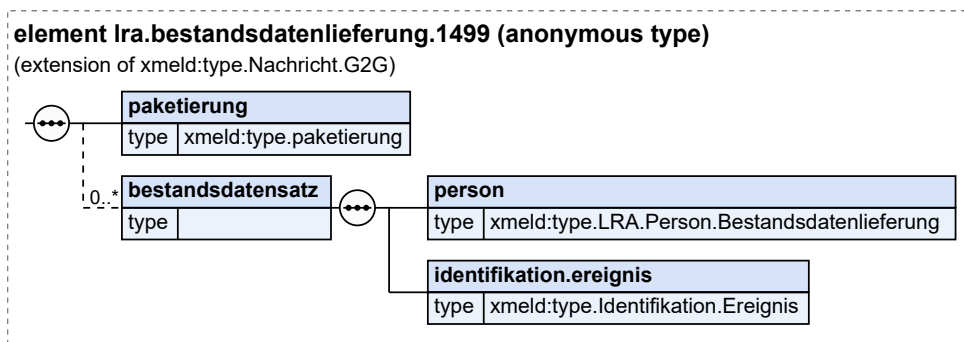 element lra.bestandsdatenlieferung.1499 (anonymous type)
(extension of xmeld:type.Nachricht.G2G)
paketierung
type xmeld:type.paketierung
0..*
bestandsdatensatz
type
person
type xmeld:type.LRA.Person.Bestandsdatenlieferung
identifikation.ereignis
type xmeld:type.Identifikation.Ereignis